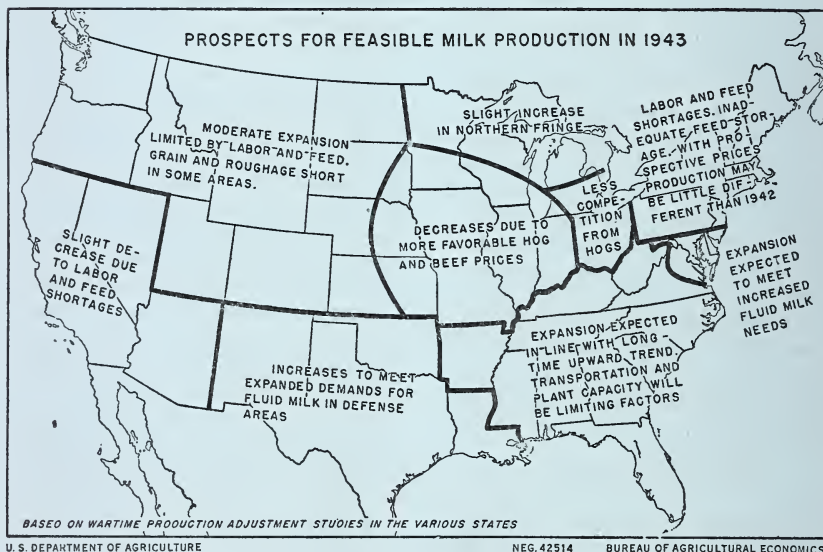 PROSPECTS FOR FEASIBLE MILK PRODUCTION IN 1943
MODERATE EXPANSION
LIMITED BY LABOR AND FEED.
GRAIN AND ROUGHAGE SHORT
IN SOME AREAS.
SLIGHT INCREASE
IN NORTHERN FRINGE
LABOR AND FEED
SHORTAGES. INAD-
EQUATE FEED STOR-
AGE. WITH PRO-
SPECTIVE PRICES
PRODUCTION MAY
BE LITTLE DIF-
FERENT THAN 1942
LESS
COMPE-
TITION
FROM
HOGS
DECREASES DUE TO
MORE FAVORABLE HOG
AND BEEF PRICES
SLIGHT DE-
CREASE DUE
TO LABOR
AND FEED
SHORTAGES
EXPANSION
EXPECTED
TO MEET
INCREASED
FLUID MILK
NEEDS
EXPANSION EXPECTED
IN LINE WITH LONG-
TIME UPWARD TREND.
TRANSPORTATION AND
PLANT CAPACITY WILL
BE LIMITING FACTORS
INCREASES TO MEET
EXPANDED DEMANDS FOR
FLUID MILK IN DEFENSE
AREAS
BASED ON WARTIME PRODUCTION ADJUSTMENT STUDIES IN THE VARIOUS STATES
U. S. DEPARTMENT OF AGRICULTURE
NEG. 42514
BUREAU OF AGRICULTURAL ECONOMICS